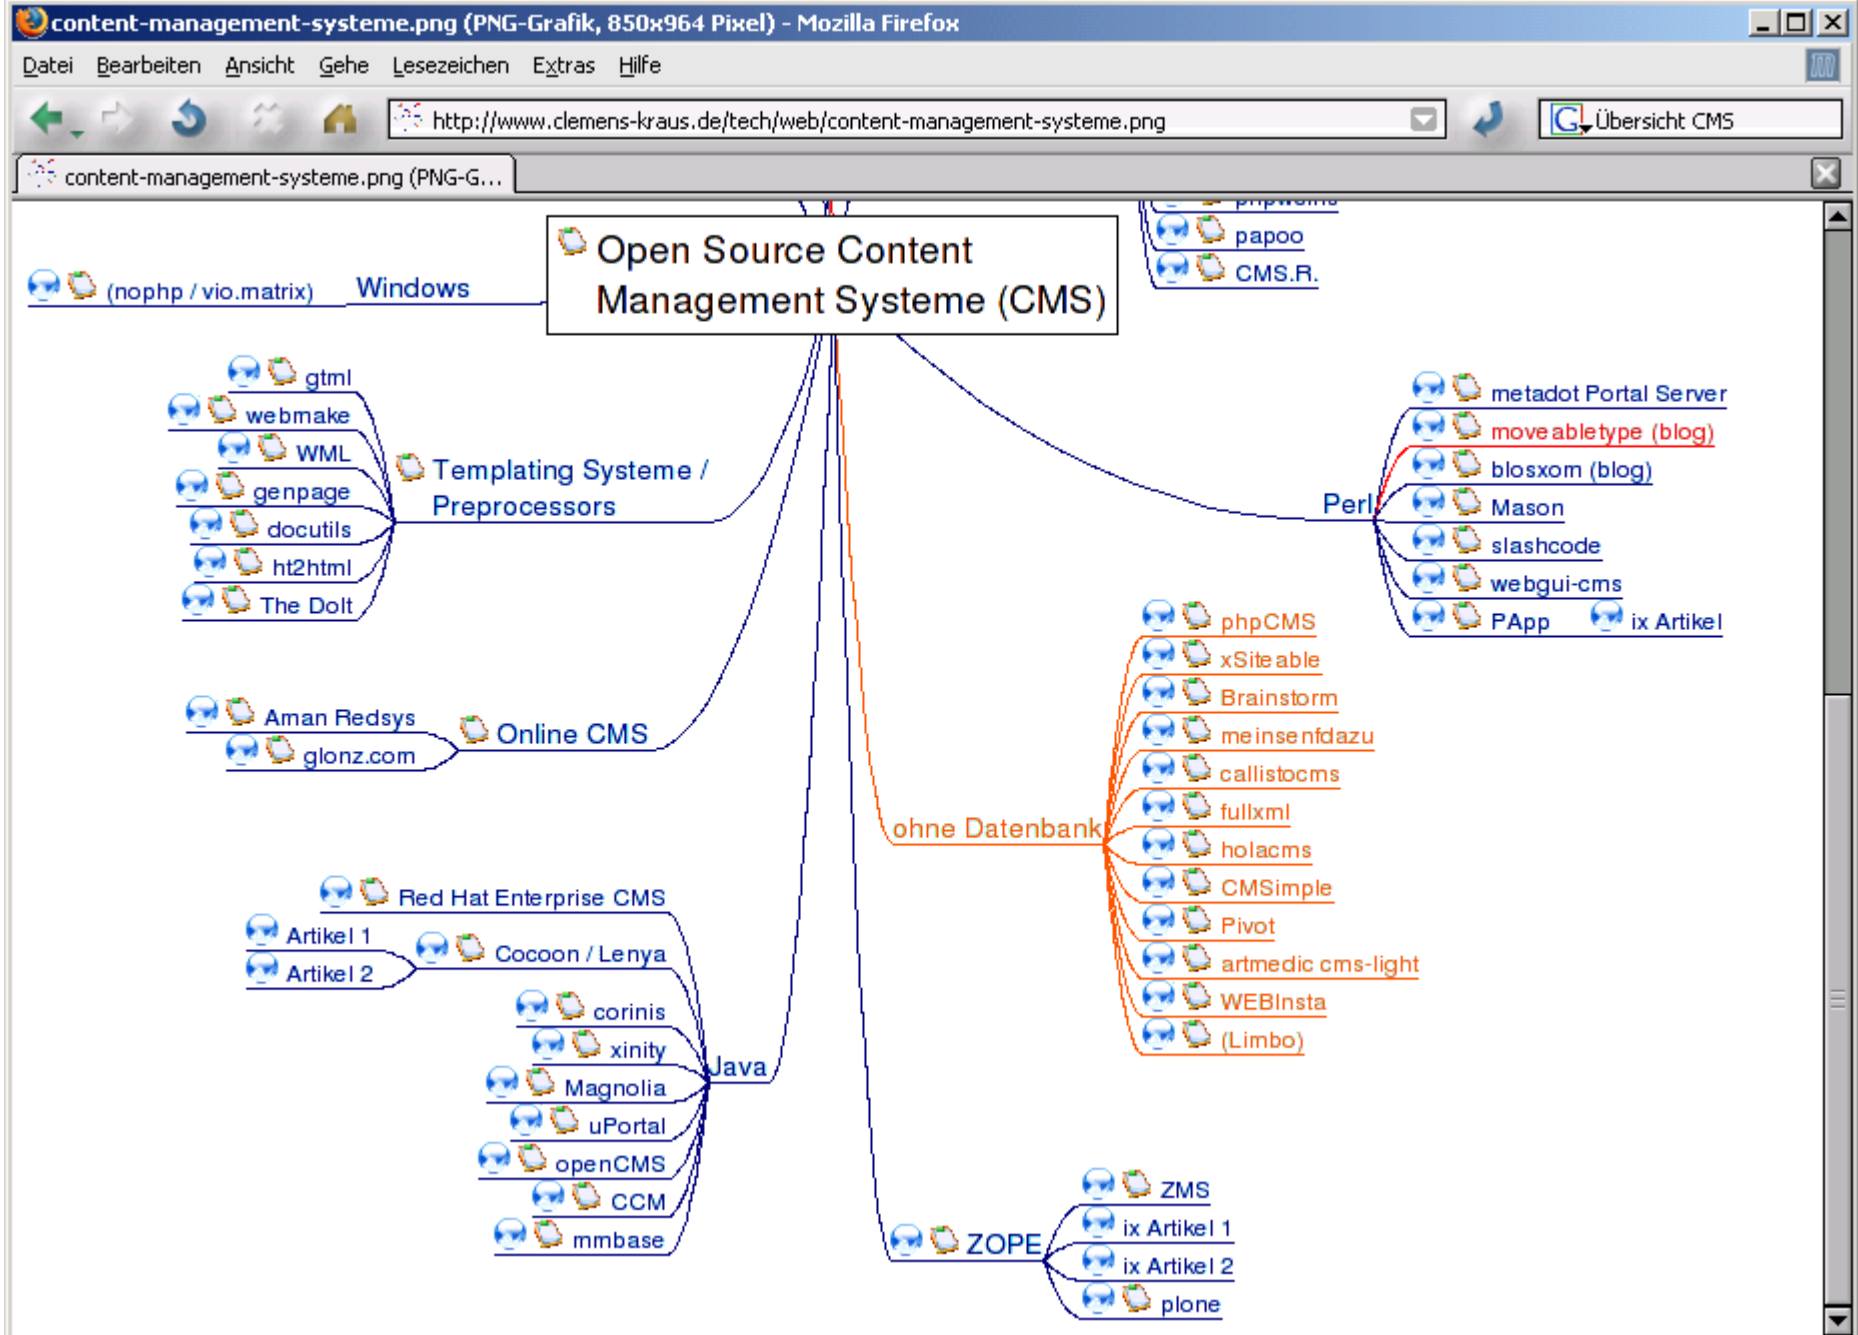 content-management-systeme.png (PNG-Grafik, 850x964 Pixel) - Mozilla Firefox
Datei Bearbeiten Ansicht Gehe Lesezeichen Extras Hilfe
http://www.clemens-kraus.de/tech/web/content-management-systeme.png
Übersicht CMS
content-management-systeme.png (PNG-G...
papoo
CMS.R.
Open Source Content
Management Systeme (CMS)
(nophp / vio.matrix)
Windows
gtml
webmake
WML
genpage
docutils
ht2html
The DoIt
Templating Systeme /
Preprocessors
metadot Portal Server
moveabletype (blog)
blosxom (blog)
Mason
slashcode
webgui-cms
PApp
ix Artikel
Perl
Aman Redsys
glonz.com
Online CMS
phpCMS
xSiteable
Brainstorm
meinsenfdazu
callistocms
fullxml
holacms
CMSimple
Pivot
artmedic cms-light
WEBInsta
(Limbo)
ohne Datenbank
Red Hat Enterprise CMS
Artikel 1
Artikel 2
Cocoon / Lenya
corinis
xinity
Magnolia
uPortal
openCMS
CCM
mmbase
Java
ZOPE
ZMS
ix Artikel 1
ix Artikel 2
plone